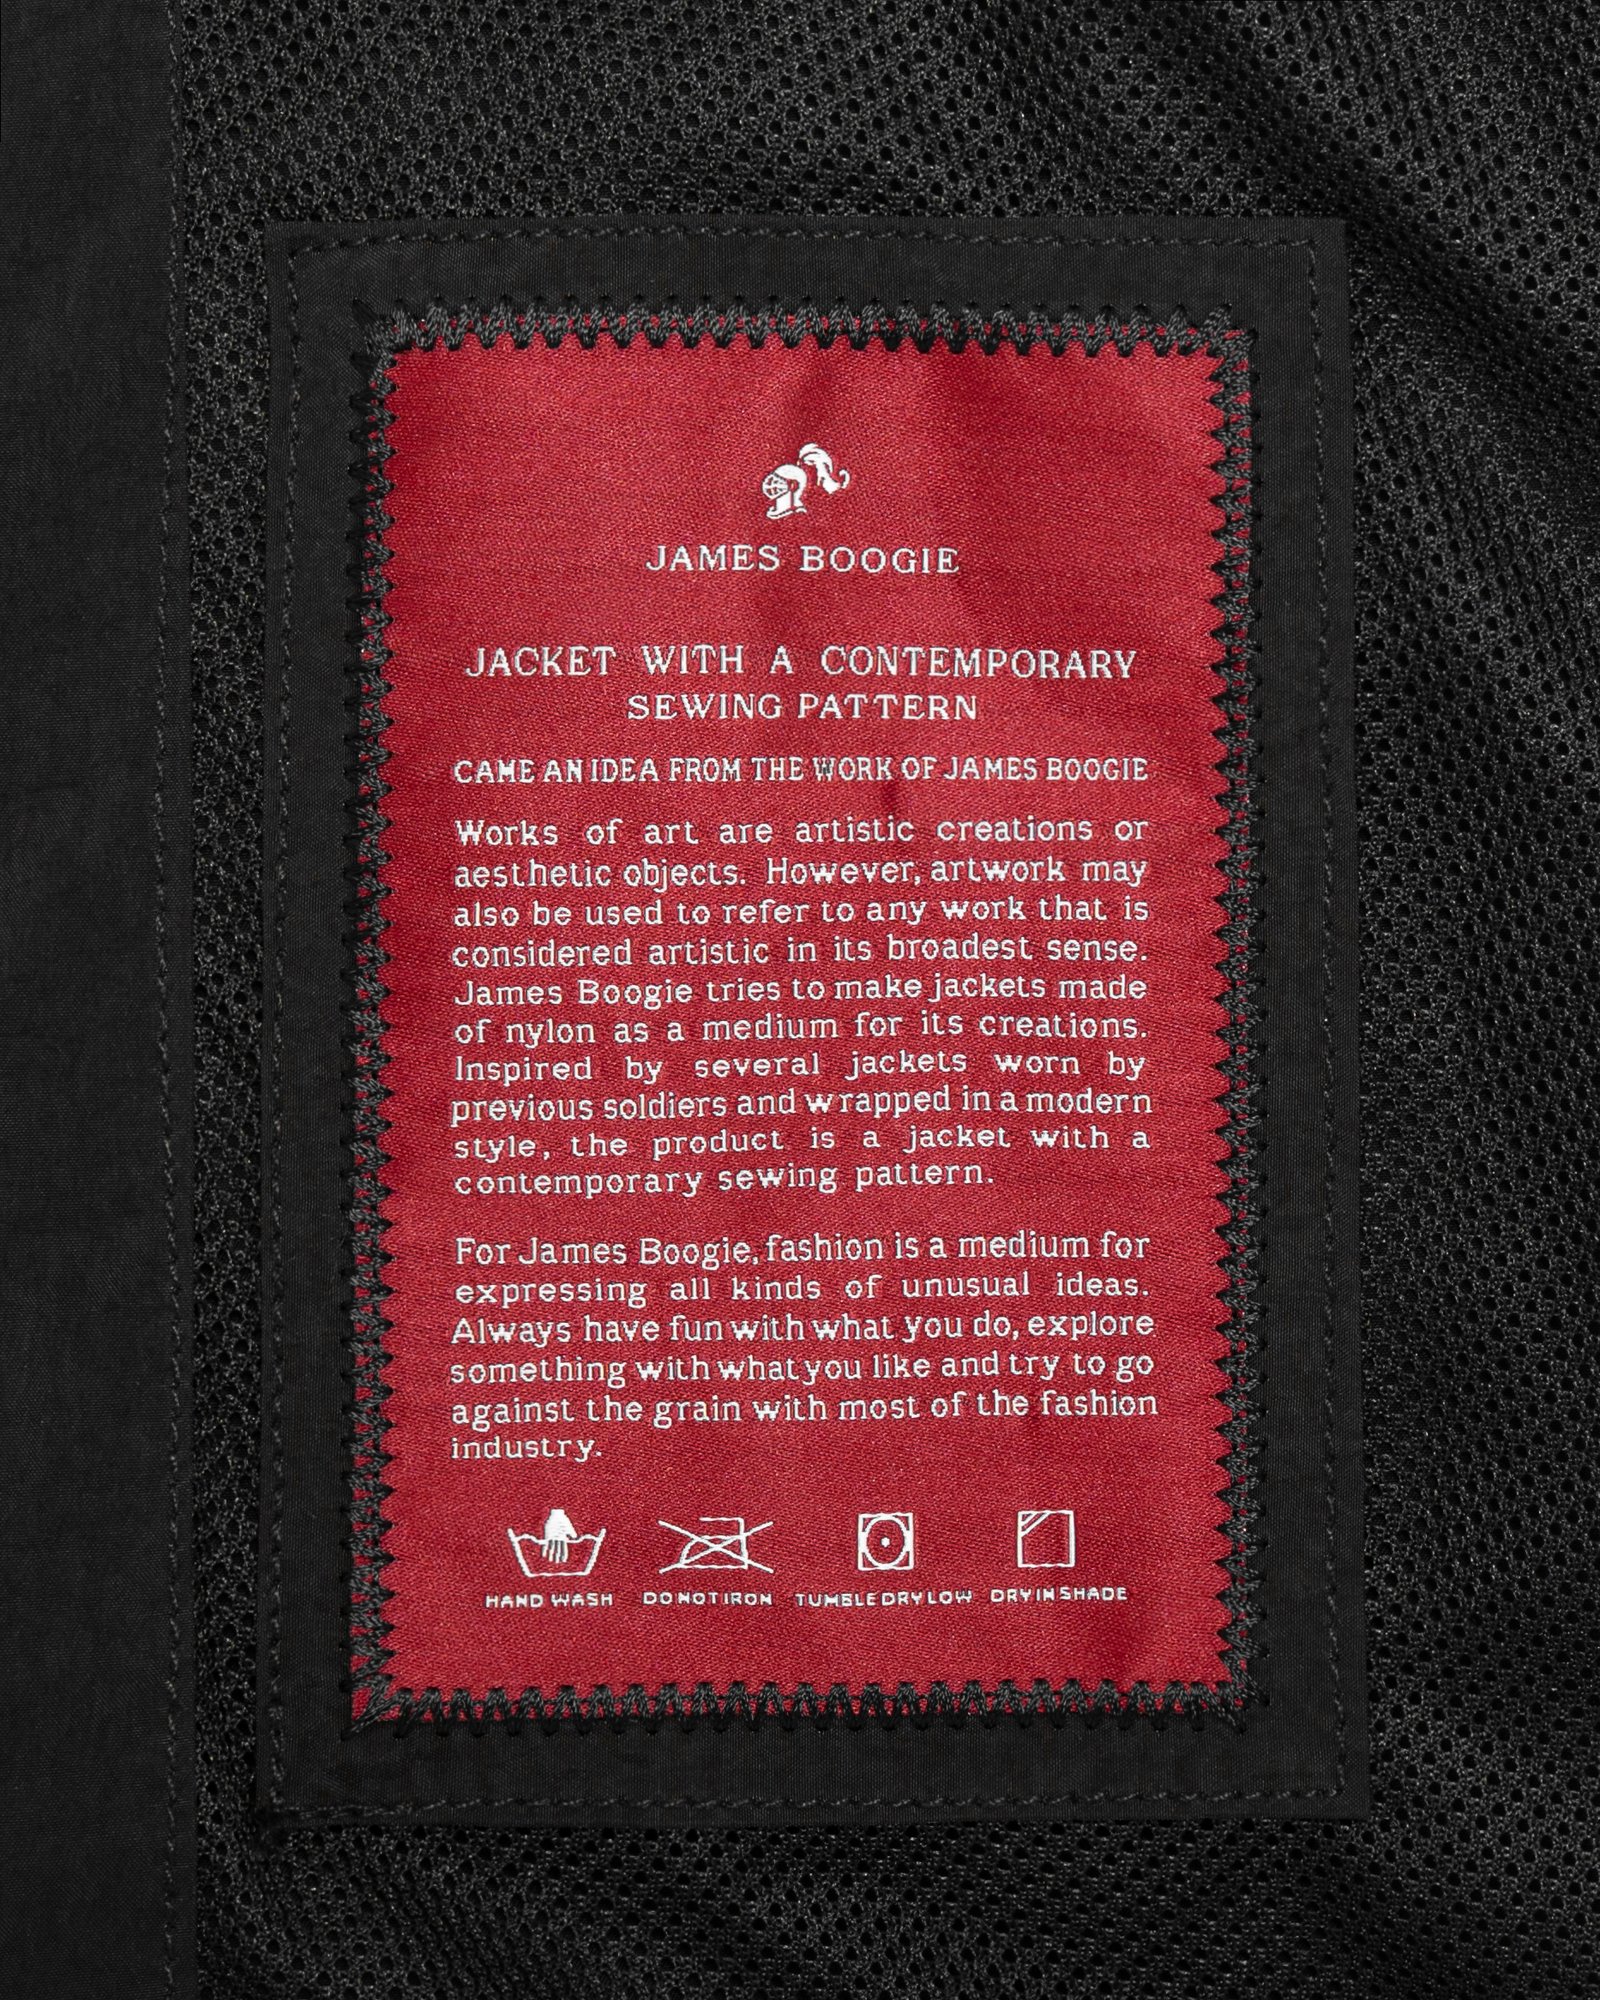 JAMES BOOGIE
JACKET WITH A CONTEMPORARY
SEWING PATTERN
CAME AN IDEA FROM THE WORK OF JAMES BOOGIE
Works of art are artistic creations or
aesthetic objects. However, artwork may
also be used to refer to any work that is
considered artistic in its broadest sense.
James Boogie tries to make jackets made
of nylon as a medium for its creations.
Inspired by several jackets worn by
previous soldiers and wrapped in a modern
style, the product is a jacket with a
contemporary sewing pattern.
For James Boogie, fashion is a medium for
expressing all kinds of unusual ideas.
Always have fun with what you do, explore
something with what you like and try to go
against the grain with most of the fashion
industry.
HAND WASH DO NOT IRON TUMBLE DRY LOW DRY IN SHADE